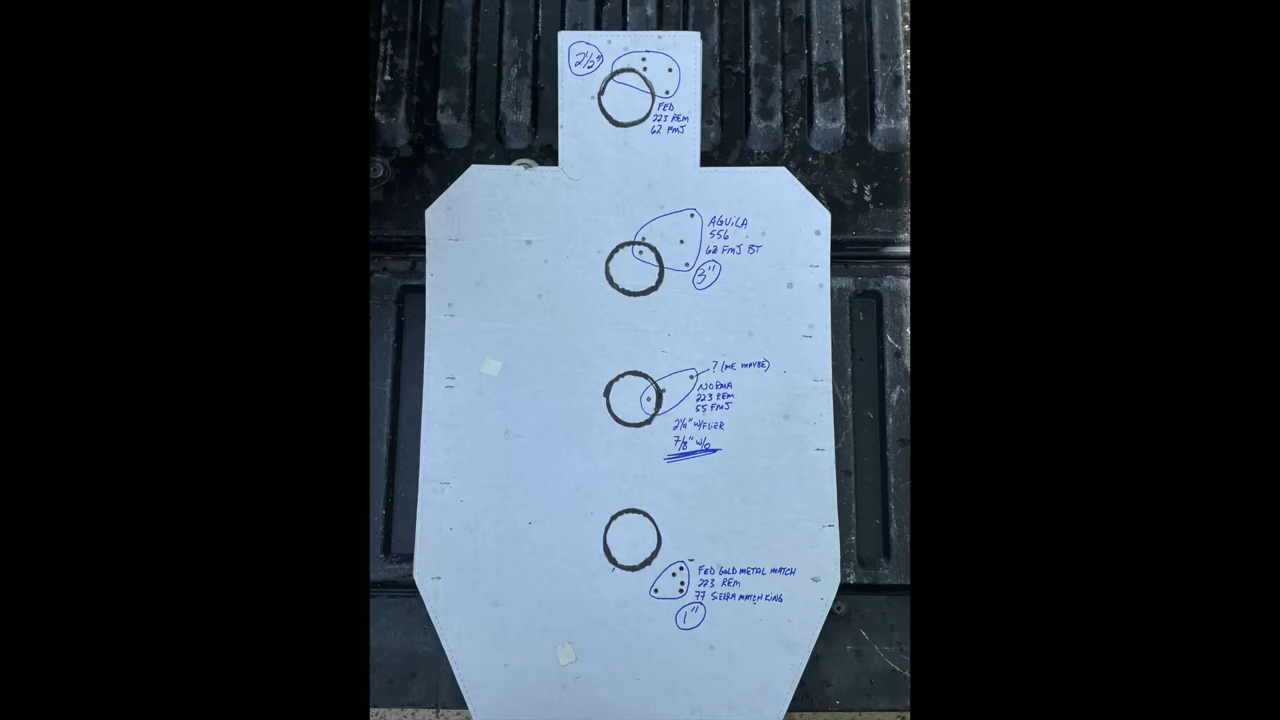 2½"
FED
223 REM
62 FMJ
AGUILA
556
62 FMJ BT
3"
? (ME MAYBE)
NORMA
223 REM
55 FMJ
2¼" W/FLIER
7/8" W/O
FED GOLD METAL MATCH
223 REM
77 SIERRA MATCH KING
1"